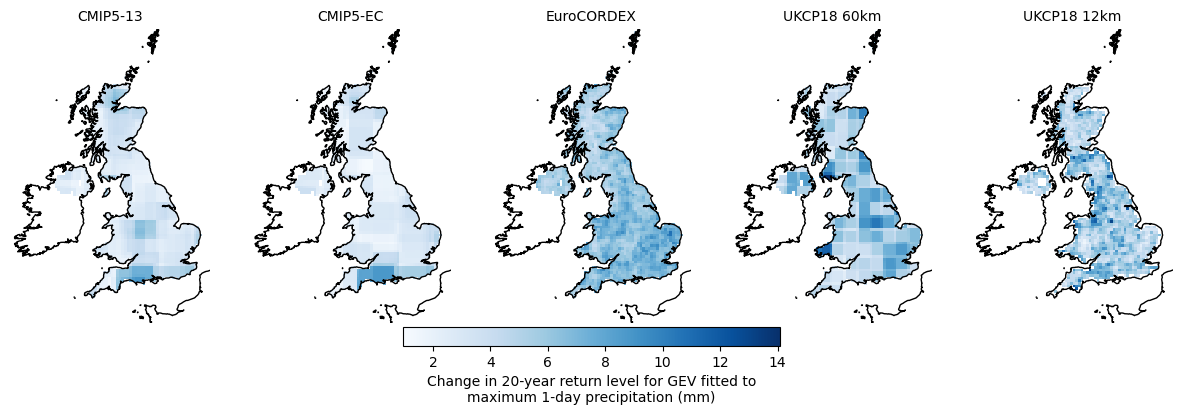 CMIP5-13
CMIP5-EC
EuroCORDEX
UKCP18 60km
UKCP18 12km
2 4 6 8 10 12 14
Change in 20-year return level for GEV fitted to
maximum 1-day precipitation (mm)